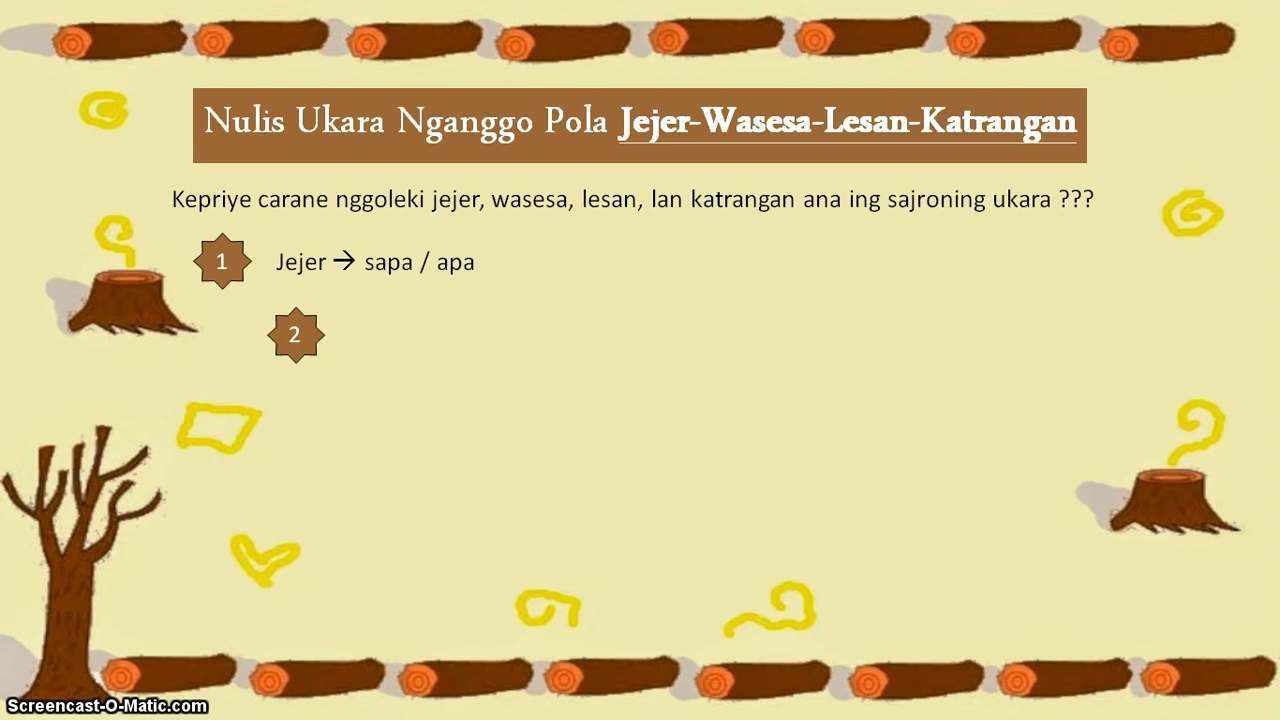 Nulis Ukara Nganggo Pola Jejer-Wasesa-Lesan-Katrangan
Kepriye carane nggoleki jejer, wasesa, lesan, lan katrangan ana ing sajroning ukara ???
1 Jejer → sapa / apa
2
Screencast-O-Matic.com